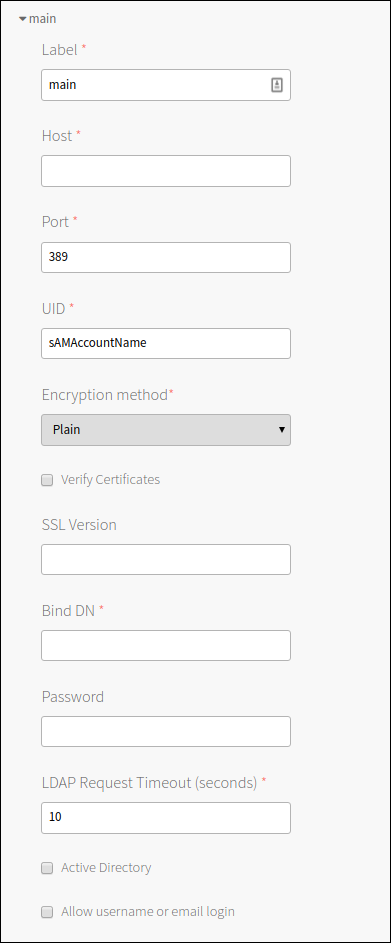 main
Label *
main
Host *
Port *
389
UID *
sAMAccountName
Encryption method*
Plain
Verify Certificates
SSL Version
Bind DN *
Password
LDAP Request Timeout (seconds) *
10
Active Directory
Allow username or email login